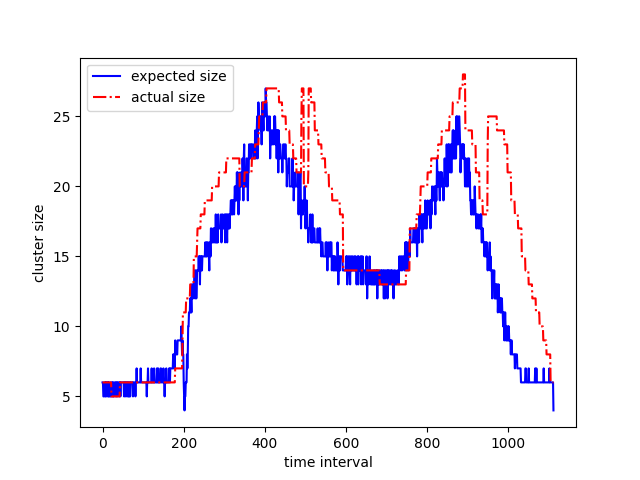 expected size
actual size
25
20
15
10
5
cluster size
0 200 400 600 800 1000
time interval